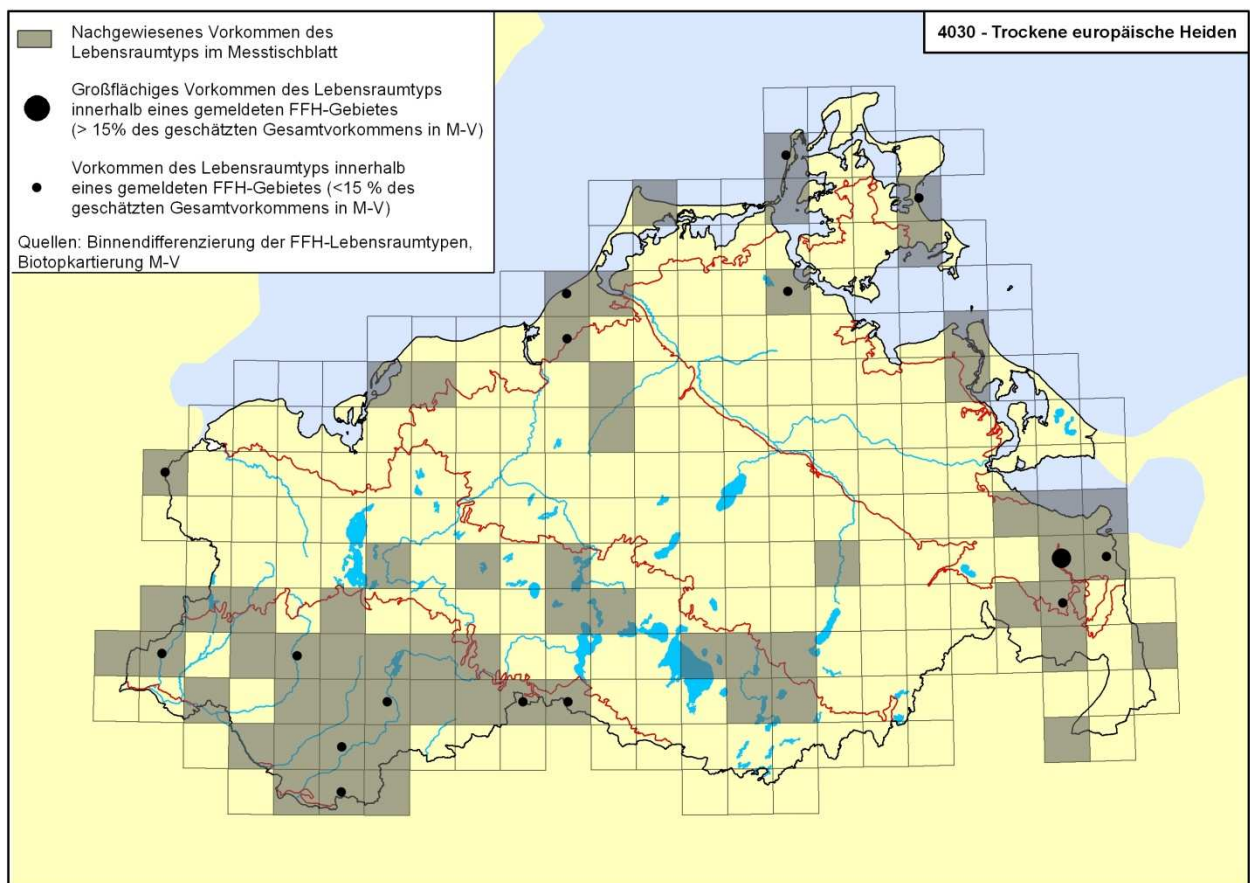 Nachgewiesenes Vorkommen des
Lebensraumtyps im Messtischblatt
Großflächiges Vorkommen des Lebensraumtyps
innerhalb eines gemeldeten FFH-Gebietes
(> 15% des geschätzten Gesamtvorkommens in M-V)
Vorkommen des Lebensraumtyps innerhalb
eines gemeldeten FFH-Gebietes (<15 % des
geschätzten Gesamtvorkommens in M-V)
Quellen: Binnendifferenzierung der FFH-Lebensraumtypen,
Biotopkartierung M-V
4030 - Trockene europäische Heiden